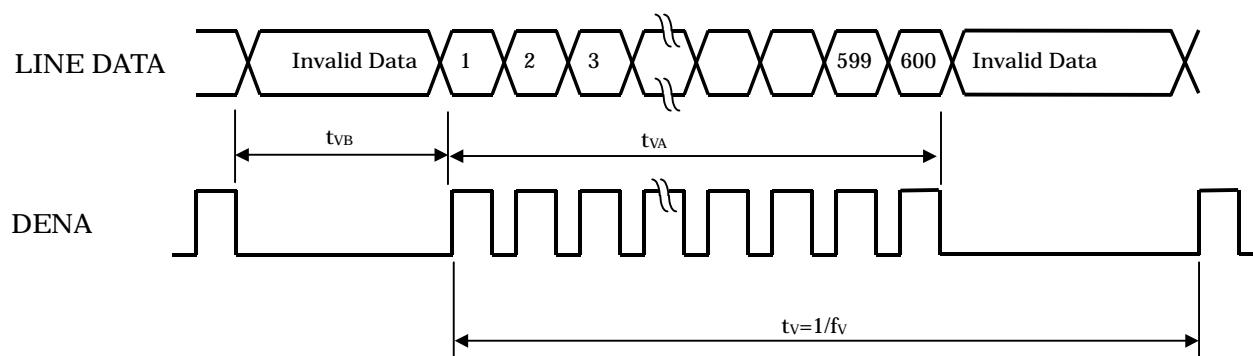 LINE DATA Invalid Data 1 2 3 599 600 Invalid Data
tVB tVA
DENA
tV=1/fV